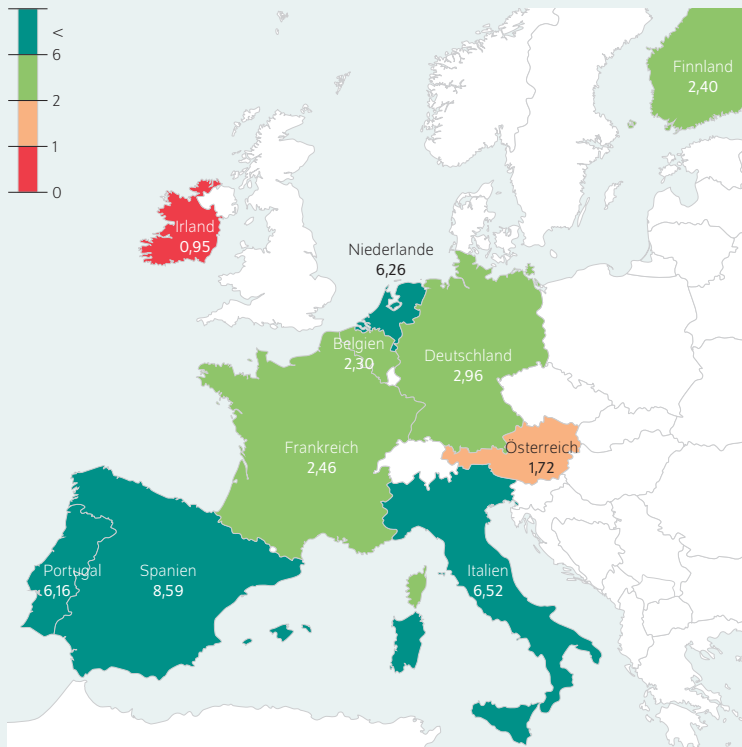 <
6
2
1
0
Finnland
2,40
Irland
0,95
Niederlande
6,26
Belgien
2,30
Deutschland
2,96
Frankreich
2,46
Österreich
1,72
Portugal
6,16
Spanien
8,59
Italien
6,52